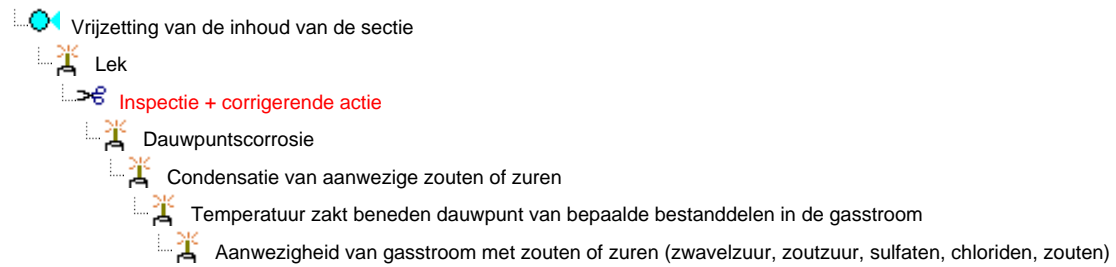 Vrijzetting van de inhoud van de sectie
Lek
Inspectie + corrigerende actie
Dauwpuntscorrosie
Condensatie van aanwezige zouten of zuren
Temperatuur zakt beneden dauwpunt van bepaalde bestanddelen in de gasstroom
Aanwezigheid van gasstroom met zouten of zuren (zwavelzuur, zoutzuur, sulfaten, chloriden, zouten)